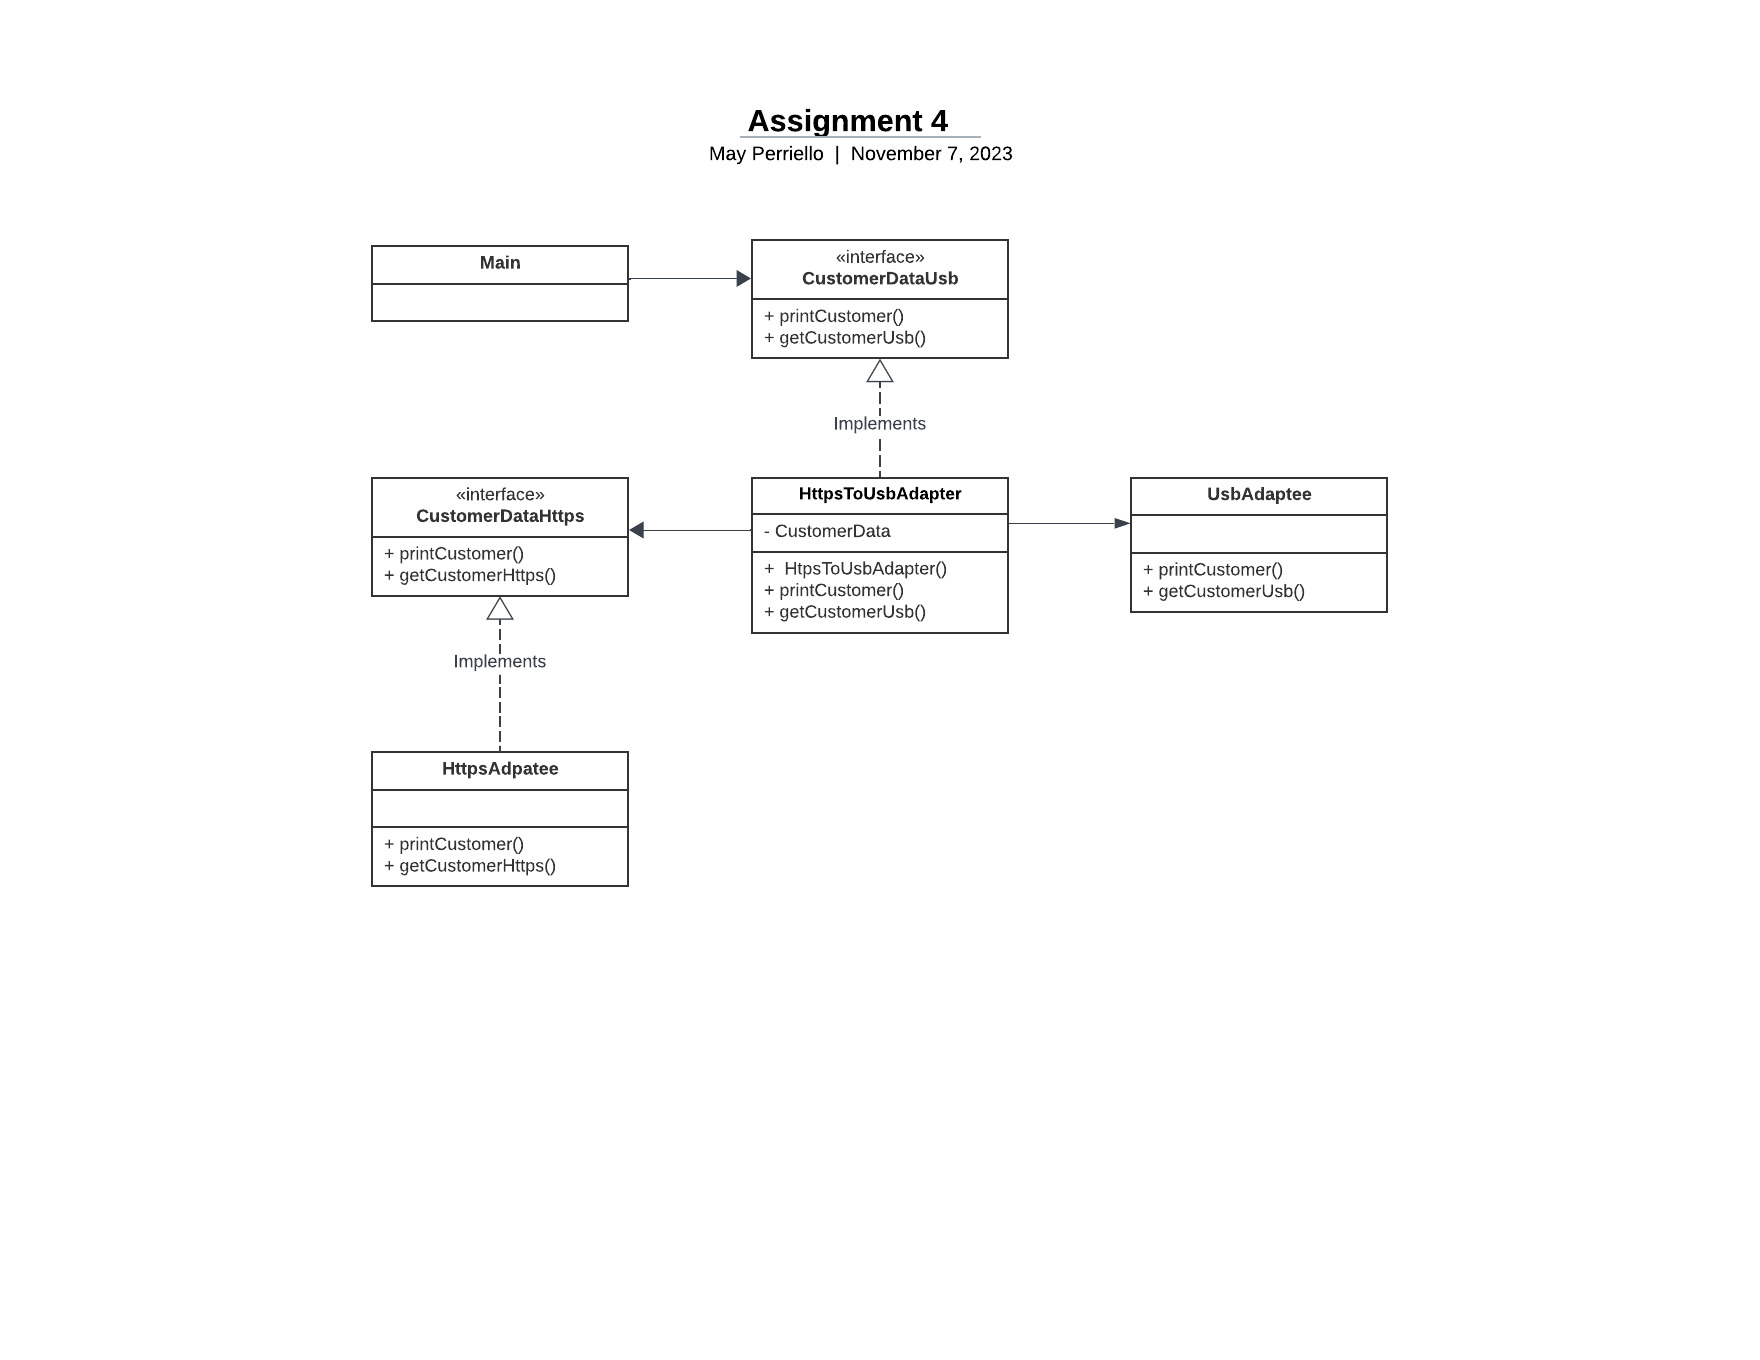 Assignment 4
May Perriello | November 7, 2023
Main
«interface»
CustomerDataUsb
+ printCustomer()
+ getCustomerUsb()
Implements
«interface»
CustomerDataHttps
+ printCustomer()
+ getCustomerHttps()
HttpsToUsbAdapter
- CustomerData
+ HtpsToUsbAdapter()
+ printCustomer()
+ getCustomerUsb()
UsbAdaptee
+ printCustomer()
+ getCustomerUsb()
Implements
HttpsAdpatee
+ printCustomer()
+ getCustomerHttps()